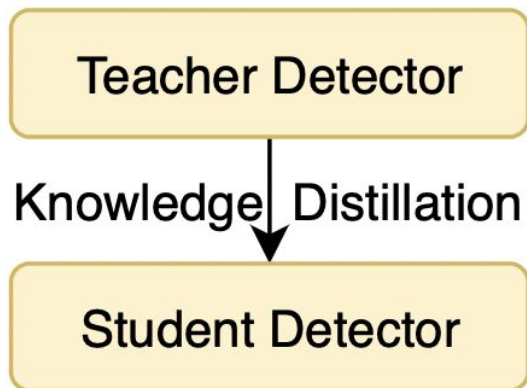 Teacher Detector
Knowledge Distillation
Student Detector